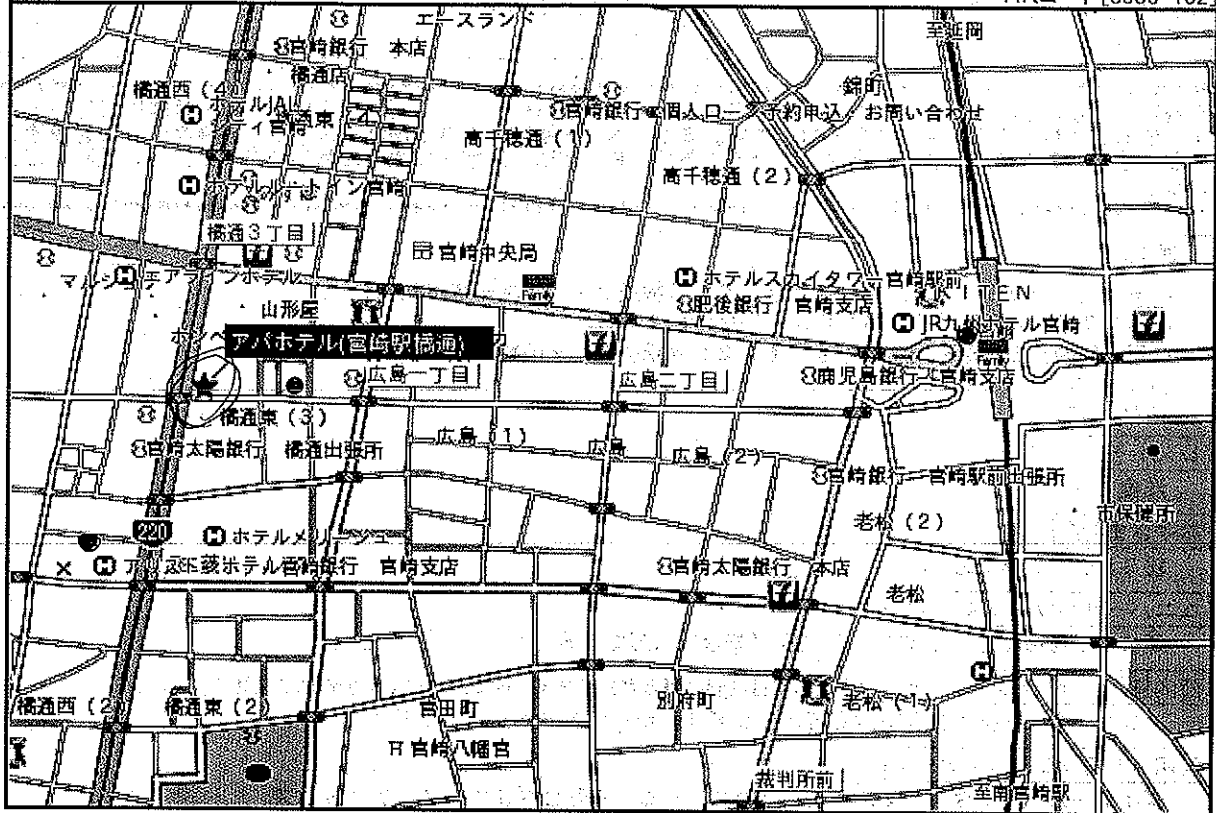 エースランド
至延岡
宮崎銀行 本店
橘通店
橘通西(4)
錦町
宮崎銀行
個人ロー
予約申込 お問い合わせ
高千穂通(1)
高千穂通(2)
イン宮崎
橘通3丁目
宮崎中央局
エアラインホテル
ホテルスカイタワー宮崎駅前
Family
肥後銀行 宮崎支店
山形屋
JR九州ホテル宮崎
アパホテル(宮崎駅橘通)
Family
広島一丁目
広島二丁目
鹿児島銀行
宮崎支店
橘通東(3)
広島(1)
広島
広島(2)
宮崎太陽銀行 橘通出張所
宮崎銀行 宮崎駅前出張所
老松(2)
市保健所
220
ホテルメリージュ
宮崎銀行 宮崎支店
宮崎太陽銀行 本店
老松
橘通西(2)
橘通東(2)
宮田町
別府町
老松(1)
宮崎八幡宮
裁判所前
至南宮崎駅